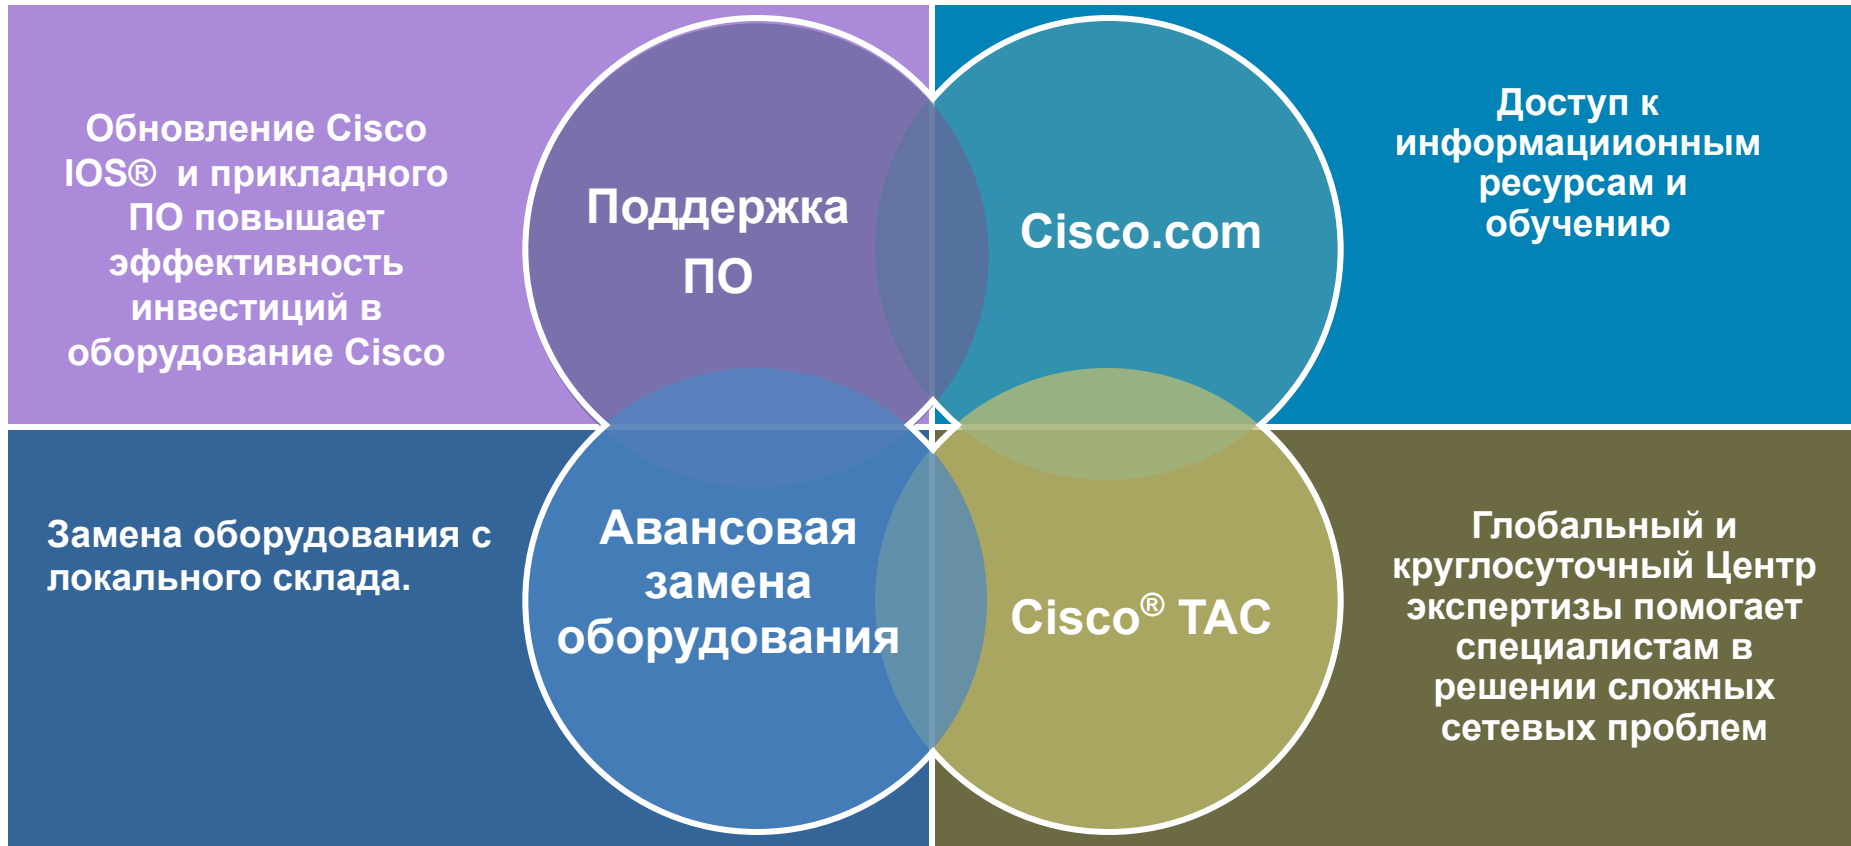 Обновление Cisco
IOS® и прикладного
ПО повышает
эффективность
инвестиций в
оборудование Cisco
Поддержка
ПО
Cisco.com
Доступ к
информациионным
ресурсам и
обучению
Замена оборудования с
локального склада.
Авансовая
замена
оборудования
Cisco® TAC
Глобальный и
круглосуточный Центр
экспертизы помогает
специалистам в
решении сложных
сетевых проблем